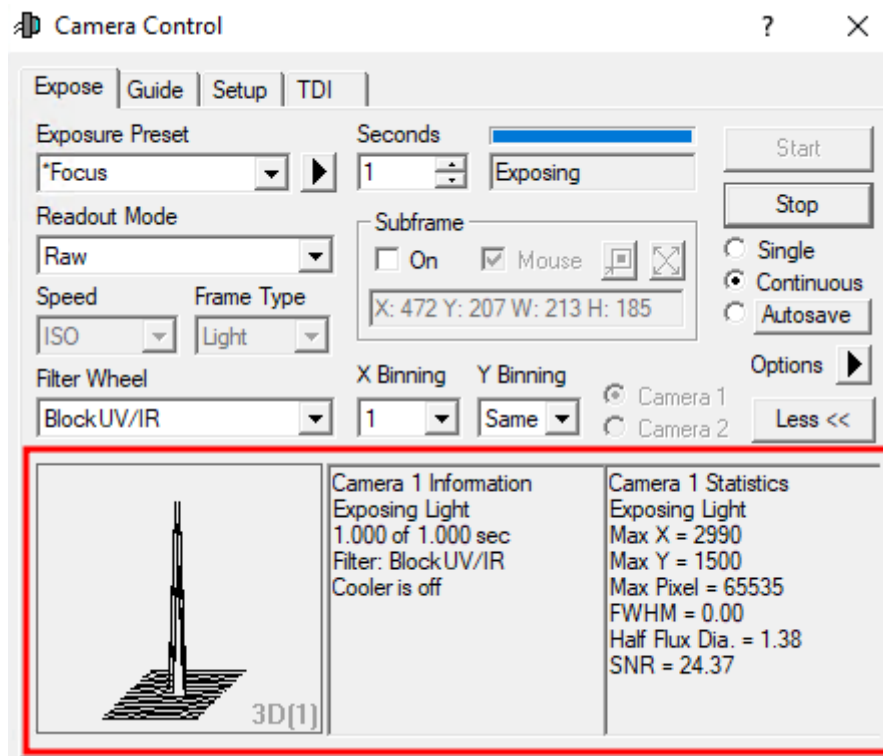 Camera Control
?
Expose
Guide
Setup
TDI
Exposure Preset
*Focus
Seconds
1
Exposing
Start
Stop
Readout Mode
Raw
Subframe
On
Mouse
X: 472 Y: 207 W: 213 H: 185
Single
Continuous
Autosave
Speed
Frame Type
ISO
Light
Filter Wheel
BlockUV/IR
X Binning
Y Binning
1
Same
Camera 1
Camera 2
Options
Less <<
3D(1)
Camera 1 Information
Exposing Light
1.000 of 1.000 sec
Filter: BlockUV/IR
Cooler is off
Camera 1 Statistics
Exposing Light
Max X = 2990
Max Y = 1500
Max Pixel = 65535
FWHM = 0.00
Half Flux Dia. = 1.38
SNR = 24.37